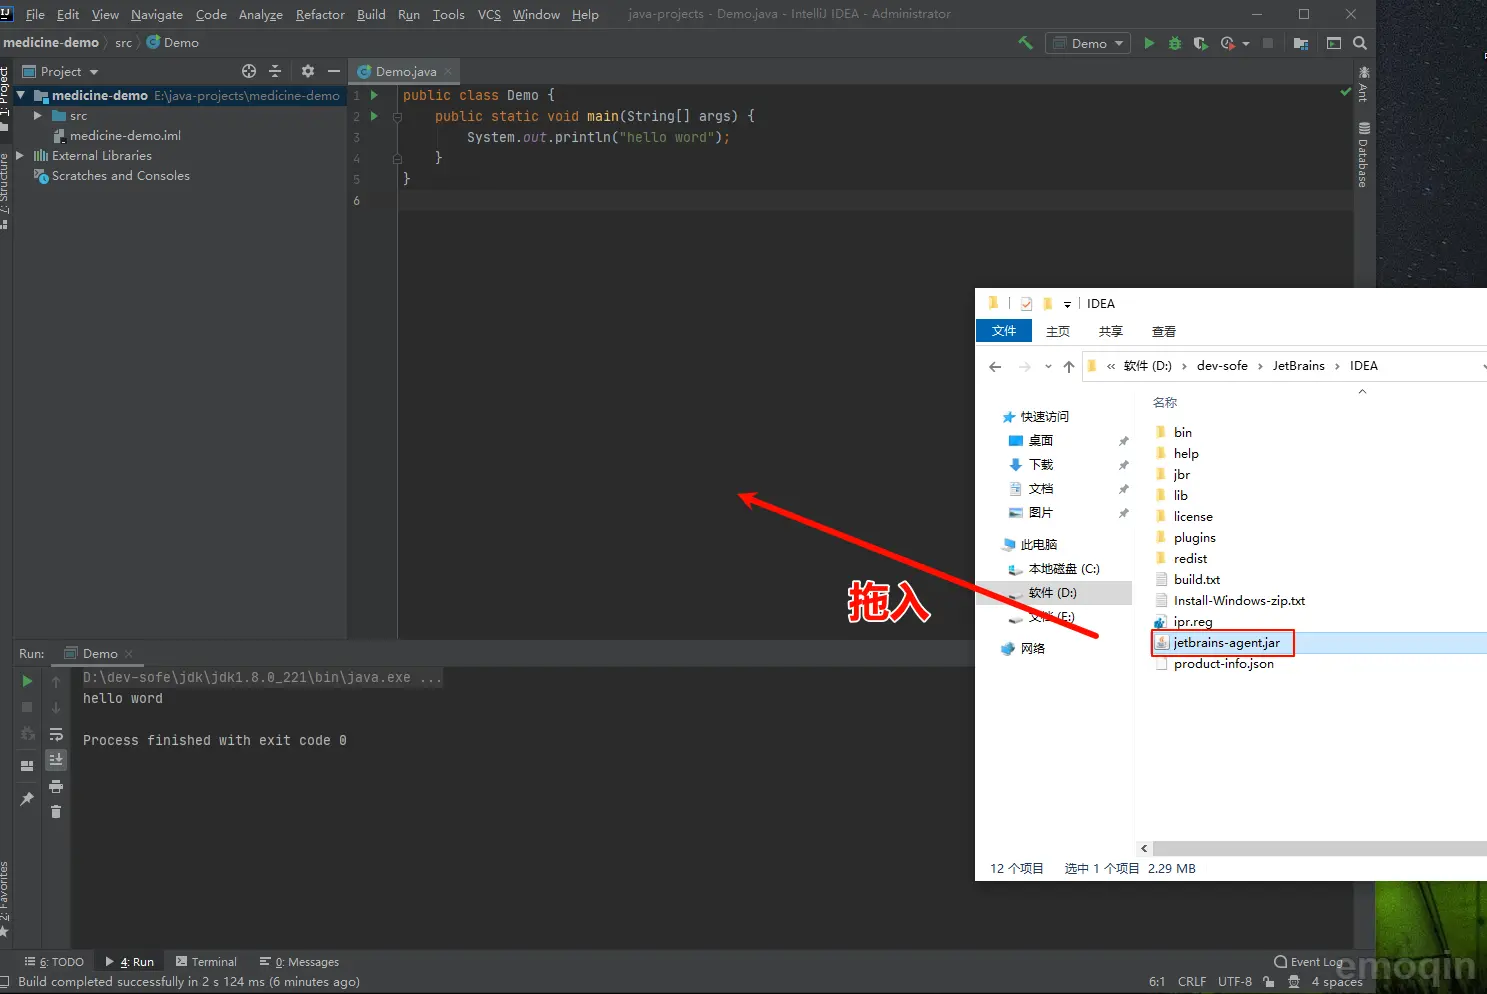 File Edit View Navigate Code Analyze Refactor Build Run Tools VCS Window Help java-projects - Demo.java - IntelliJ IDEA - Administrator
medicine-demo src Demo
Demo
Project
Demo.java
1: Project
7: Structure
2: Favorites
medicine-demo E:\java-projects\medicine-demo
src
medicine-demo.iml
External Libraries
Scratches and Consoles
1 public class Demo {
2 public static void main(String[] args) {
3 System.out.println("hello word");
4 }
5 }
6
Ant
Database
拖入
IDEA
文件 主页 共享 查看
« 软件 (D:) › dev-sofe › JetBrains › IDEA
名称
快速访问
桌面
下载
文档
图片
此电脑
本地磁盘 (C:)
软件 (D:)
文档 (E:)
网络
bin
help
jbr
lib
license
plugins
redist
build.txt
Install-Windows-zip.txt
ipr.reg
jetbrains-agent.jar
product-info.json
12 个项目 选中 1 个项目 2.29 MB
Run: Demo
D:\dev-sofe\jdk\jdk1.8.0_221\bin\java.exe ...
hello word
Process finished with exit code 0
6: TODO 4: Run Terminal 0: Messages Event Log
Build completed successfully in 2 s 124 ms (6 minutes ago) 6:1 CRLF UTF-8 4 spaces
emoqin